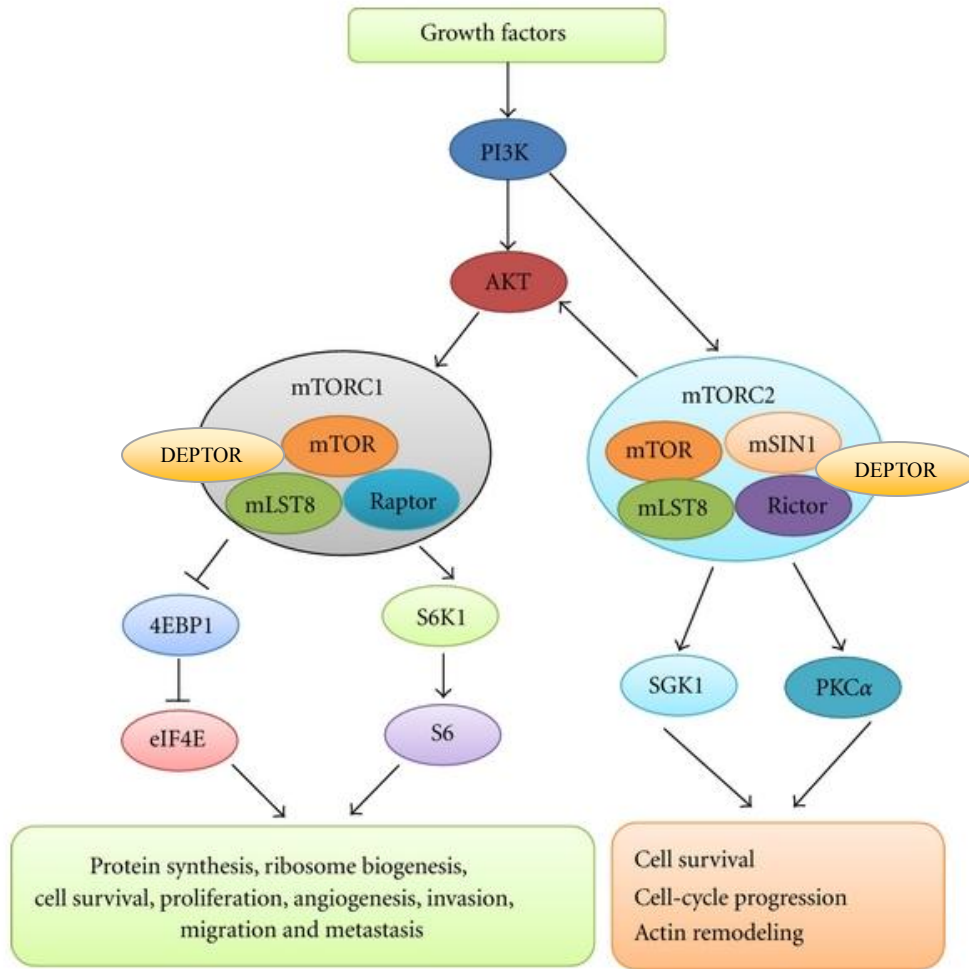 Growth factors
PI3K
AKT
mTORC1
mTORC2
mTOR
DEPTOR
mLST8
Raptor
mTOR
mSIN1
DEPTOR
mLST8
Rictor
4EBP1
S6K1
SGK1
PKCα
eIF4E
S6
Protein synthesis, ribosome biogenesis,
cell survival, proliferation, angiogenesis, invasion,
migration and metastasis
Cell survival
Cell-cycle progression
Actin remodeling